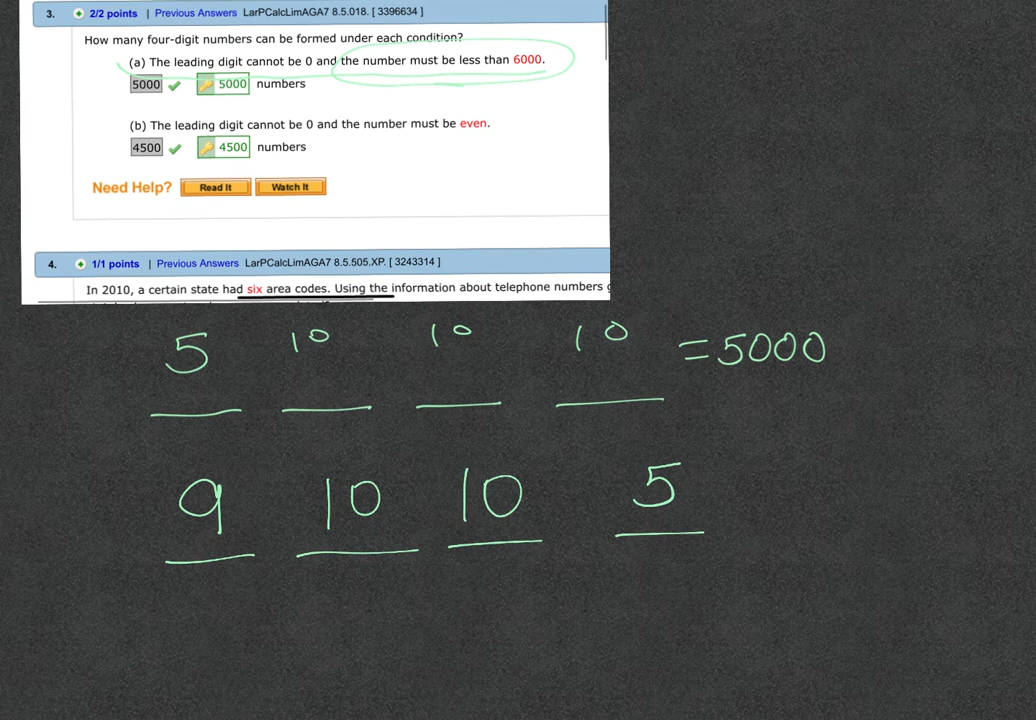 3. 2/2 points | Previous Answers LarPCalcLimAGA7 8.5.018. [ 3396634 ]
How many four-digit numbers can be formed under each condition?
(a) The leading digit cannot be 0 and the number must be less than 6000.
5000 5000 numbers
(b) The leading digit cannot be 0 and the number must be even.
4500 4500 numbers
Need Help? Read It Watch It
4. 1/1 points | Previous Answers LarPCalcLimAGA7 8.5.505.XP. [ 3243314 ]
In 2010, a certain state had six area codes. Using the information about telephone numbers
5 10 10 10 = 5000
9 10 10 5